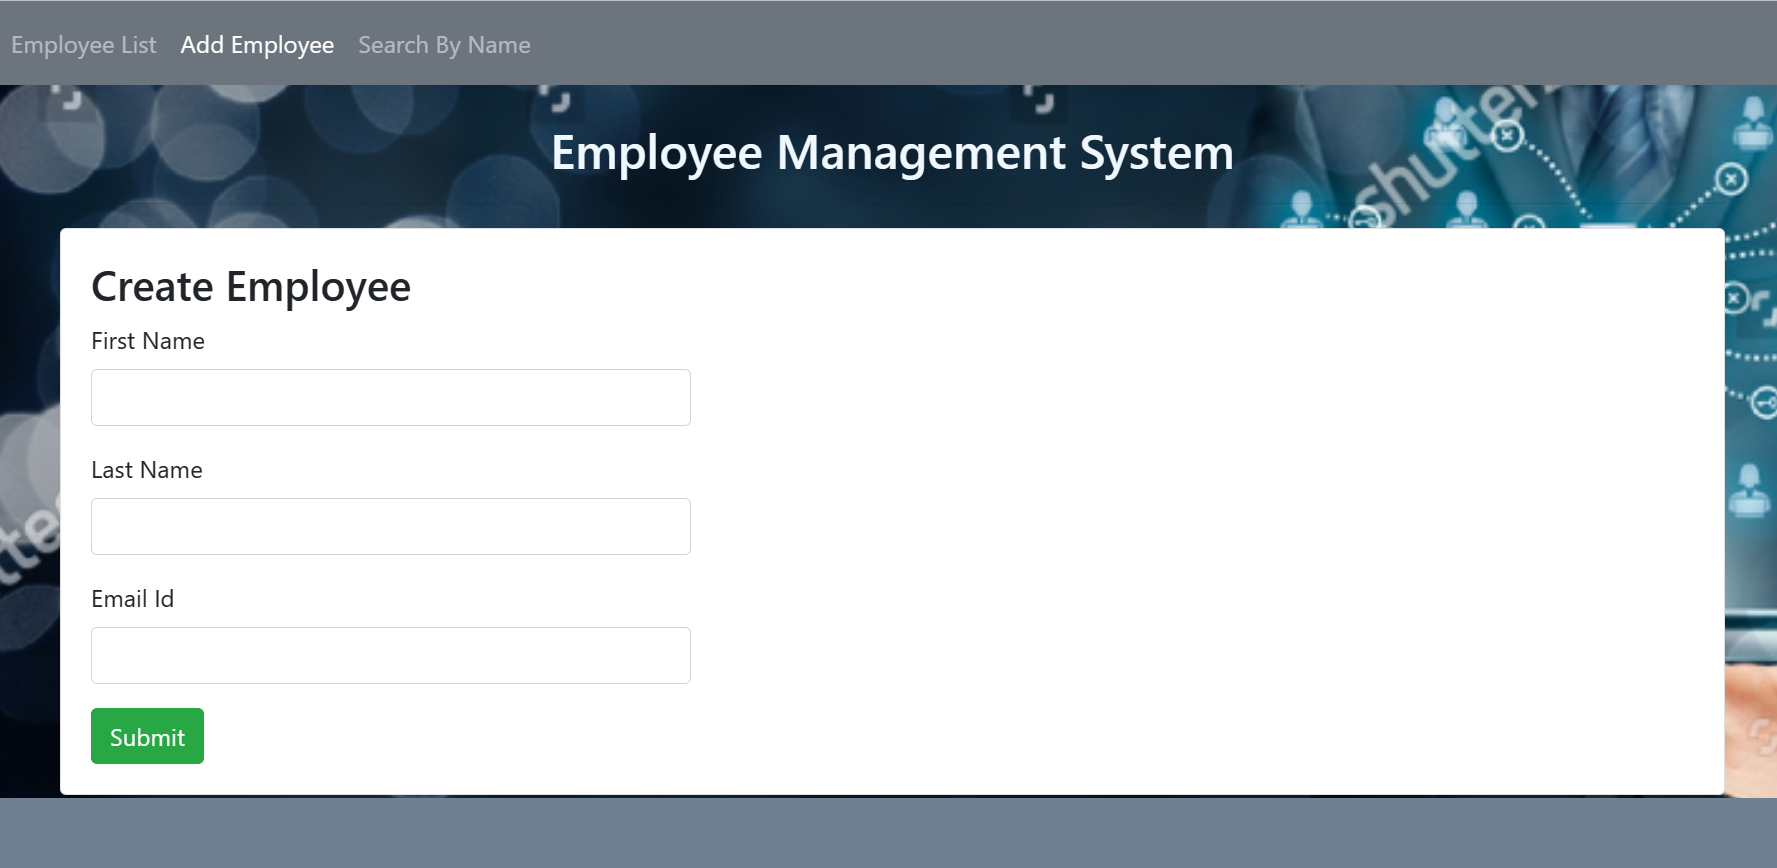 Employee List Add Employee Search By Name
shutter
Employee Management System
Create Employee
First Name
Last Name
Email Id
Submit